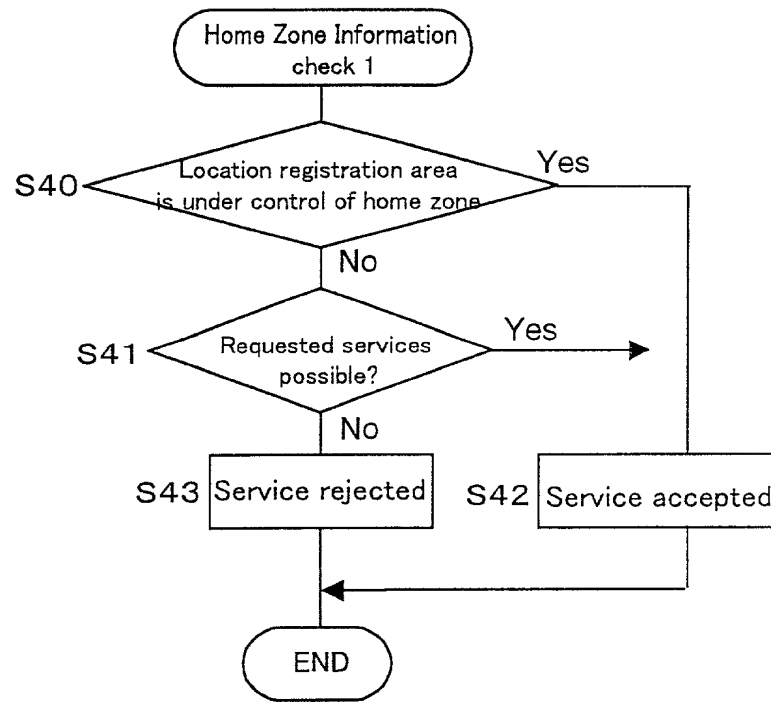 Home Zone Information
check 1
Location registration area
is under control of home zone
S40
Yes
No
Requested services
possible?
S41
Yes
No
S43
Service rejected
S42
Service accepted
END